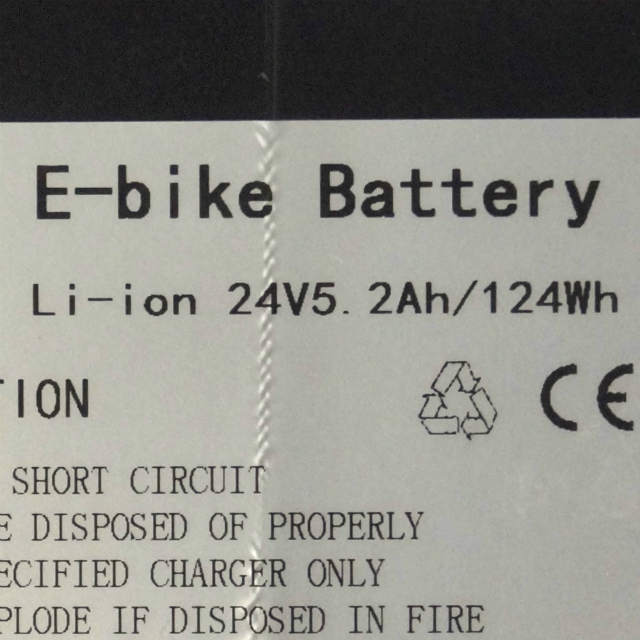 E-bike Battery
Li-ion 24V5.2Ah/124Wh
TION
CE
SHORT CIRCUIT
E DISPOSED OF PROPERLY
ECIFIED CHARGER ONLY
PLODE IF DISPOSED IN FIRE